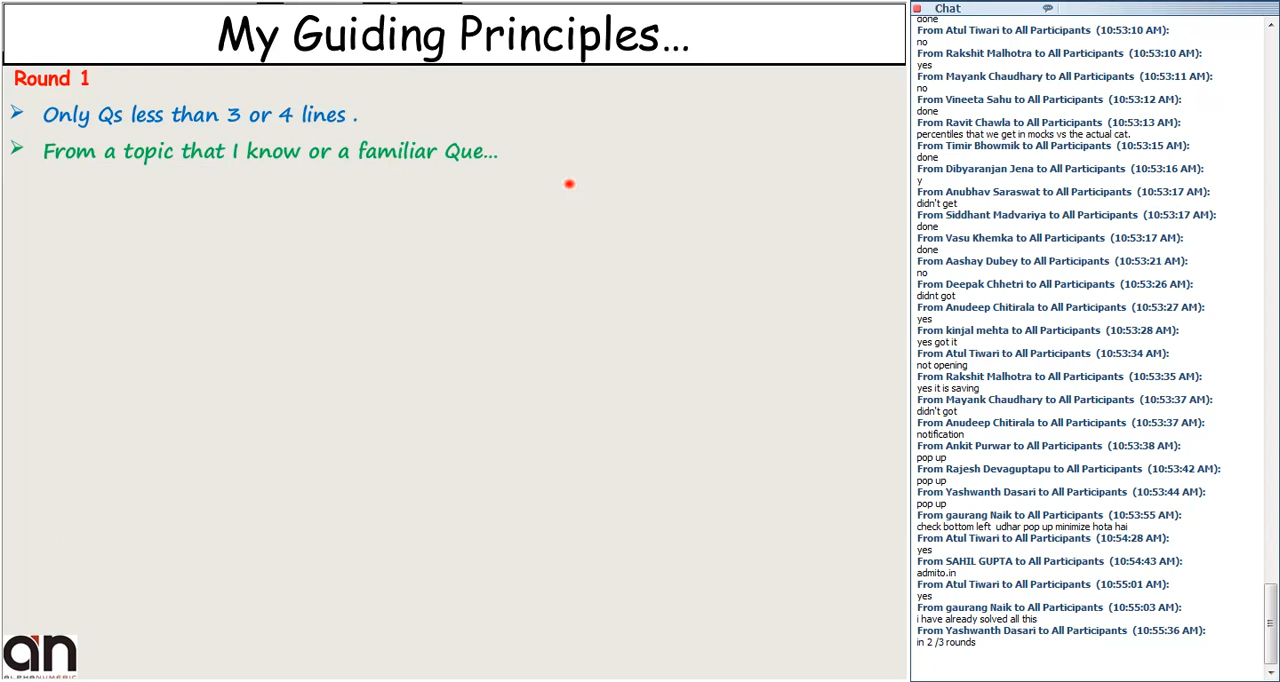 My Guiding Principles...
Round 1
Only Qs less than 3 or 4 lines .
From a topic that I know or a familiar Que...
an
ALPHANUMERIC
Chat
done
From Atul Tiwari to All Participants (10:53:10 AM):
no
From Rakshit Malhotra to All Participants (10:53:10 AM):
yes
From Mayank Chaudhary to All Participants (10:53:11 AM):
no
From Vineeta Sahu to All Participants (10:53:12 AM):
done
From Ravit Chawla to All Participants (10:53:13 AM):
percentiles that we get in mocks vs the actual cat.
From Timir Bhowmik to All Participants (10:53:15 AM):
done
From Dibyaranjan Jena to All Participants (10:53:16 AM):
y
From Anubhav Saraswat to All Participants (10:53:17 AM):
didn't get
From Siddhant Madvariya to All Participants (10:53:17 AM):
done
From Vasu Khemka to All Participants (10:53:17 AM):
done
From Aashay Dubey to All Participants (10:53:21 AM):
no
From Deepak Chhetri to All Participants (10:53:26 AM):
didnt got
From Anudeep Chitirala to All Participants (10:53:27 AM):
yes
From kinjal mehta to All Participants (10:53:28 AM):
yes got it
From Atul Tiwari to All Participants (10:53:34 AM):
not opening
From Rakshit Malhotra to All Participants (10:53:35 AM):
yes it is saving
From Mayank Chaudhary to All Participants (10:53:37 AM):
didn't got
From Anudeep Chitirala to All Participants (10:53:37 AM):
notification
From Ankit Purwar to All Participants (10:53:38 AM):
pop up
From Rajesh Devaguptapu to All Participants (10:53:42 AM):
pop up
From Yashwanth Dasari to All Participants (10:53:44 AM):
pop up
From gaurang Naik to All Participants (10:53:55 AM):
check bottom left udhar pop up minimize hota hai
From Atul Tiwari to All Participants (10:54:28 AM):
yes
From SAHIL GUPTA to All Participants (10:54:43 AM):
admito.in
From Atul Tiwari to All Participants (10:55:01 AM):
yes
From gaurang Naik to All Participants (10:55:03 AM):
i have already solved all this
From Yashwanth Dasari to All Participants (10:55:36 AM):
in 2 /3 rounds